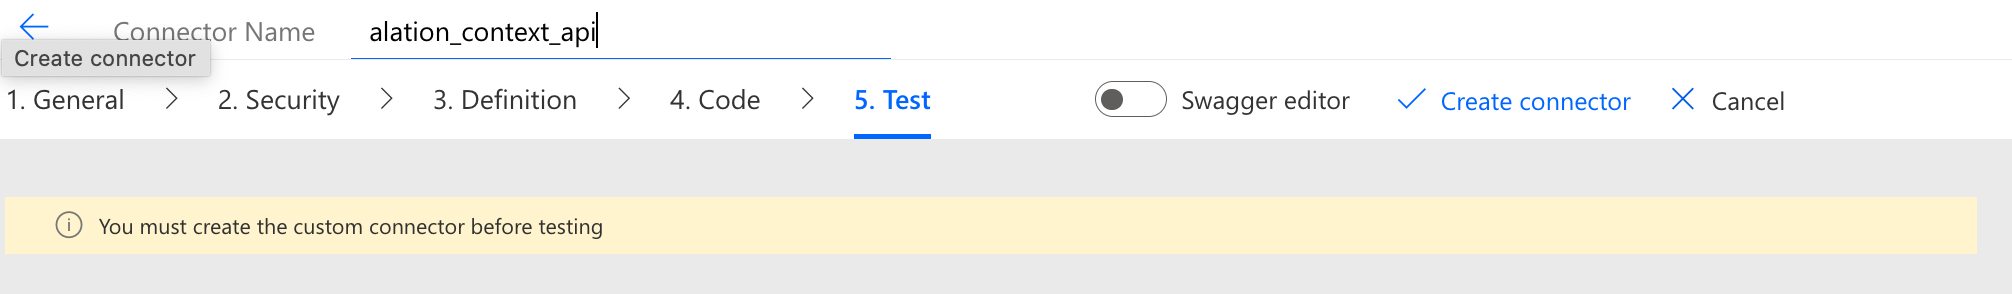 Connector Name alation_context_api
Create connector
1. General 2. Security 3. Definition 4. Code 5. Test Swagger editor Create connector Cancel
You must create the custom connector before testing